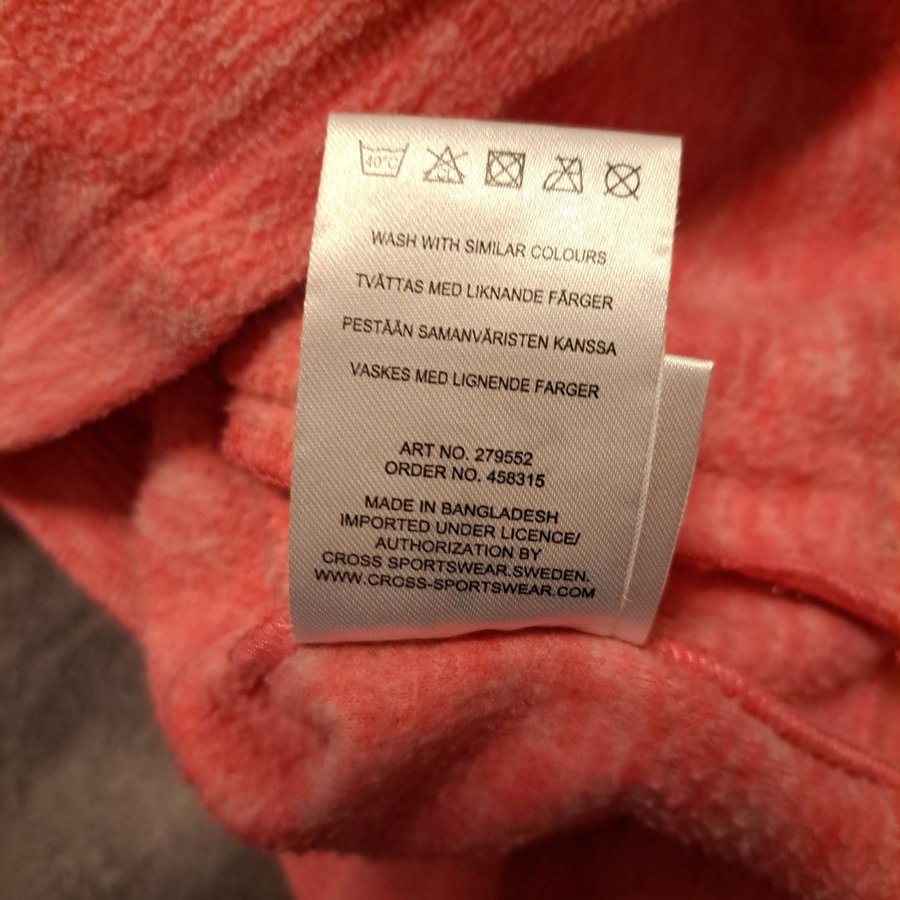 40°C
WASH WITH SIMILAR COLOURS
TVÄTTAS MED LIKNANDE FÄRGER
PESTÄÄN SAMANVÄRISTEN KANSSA
VASKES MED LIGNENDE FARGER
ART NO. 279552
ORDER NO. 458315
MADE IN BANGLADESH
IMPORTED UNDER LICENCE/
AUTHORIZATION BY
CROSS SPORTSWEAR.SWEDEN.
WWW.CROSS-SPORTSWEAR.COM